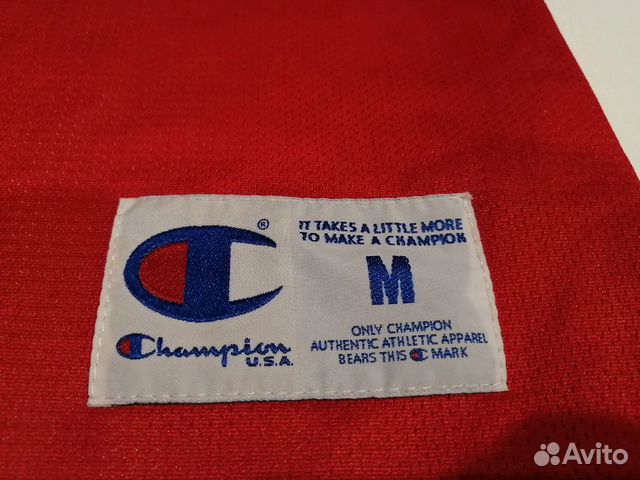 ®
Champion
U.S.A.
IT TAKES A LITTLE MORE
TO MAKE A CHAMPION
M
ONLY CHAMPION
AUTHENTIC ATHLETIC APPAREL
BEARS THIS C MARK
Avito